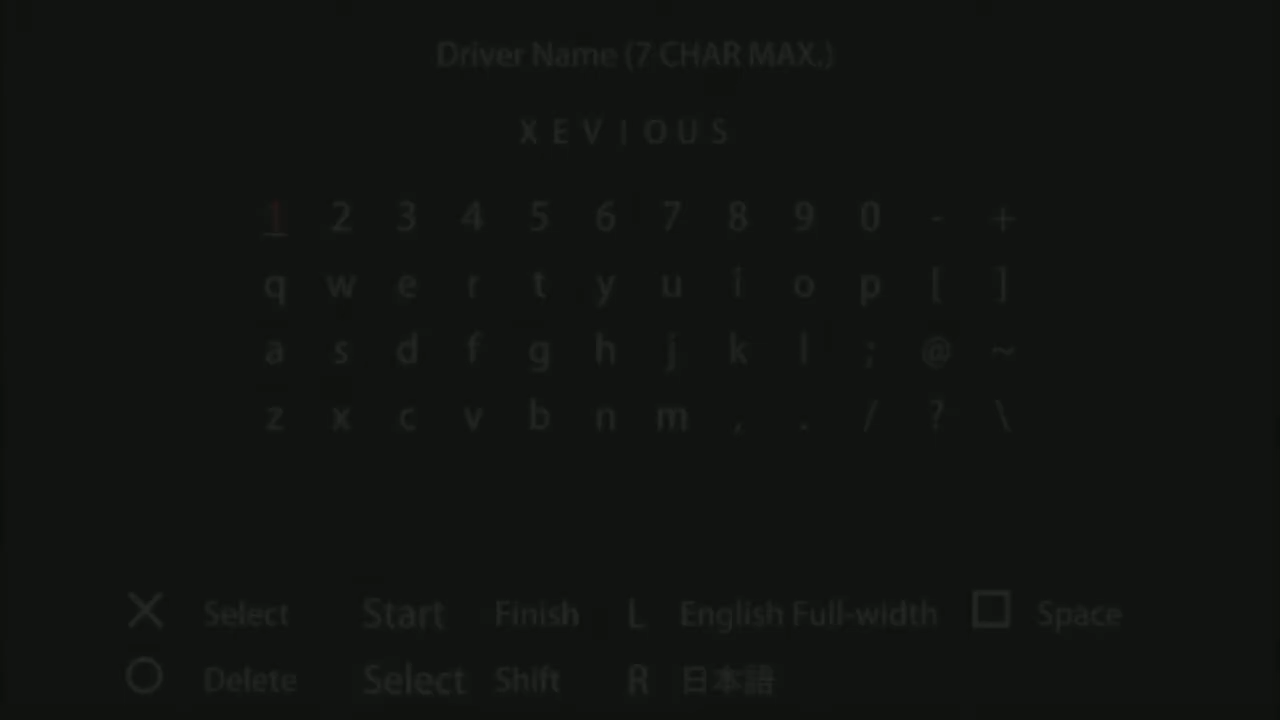 Driver Name (7 CHAR MAX.)
XEVIOUS
1 2 3 4 5 6 7 8 9 0 - +
q w e r t y u i o p [ ]
a s d f g h j k l ; @ ~
z x c v b n m , . / ? \
Select Start Finish L English Full-width Space
Delete Select Shift R 日本語